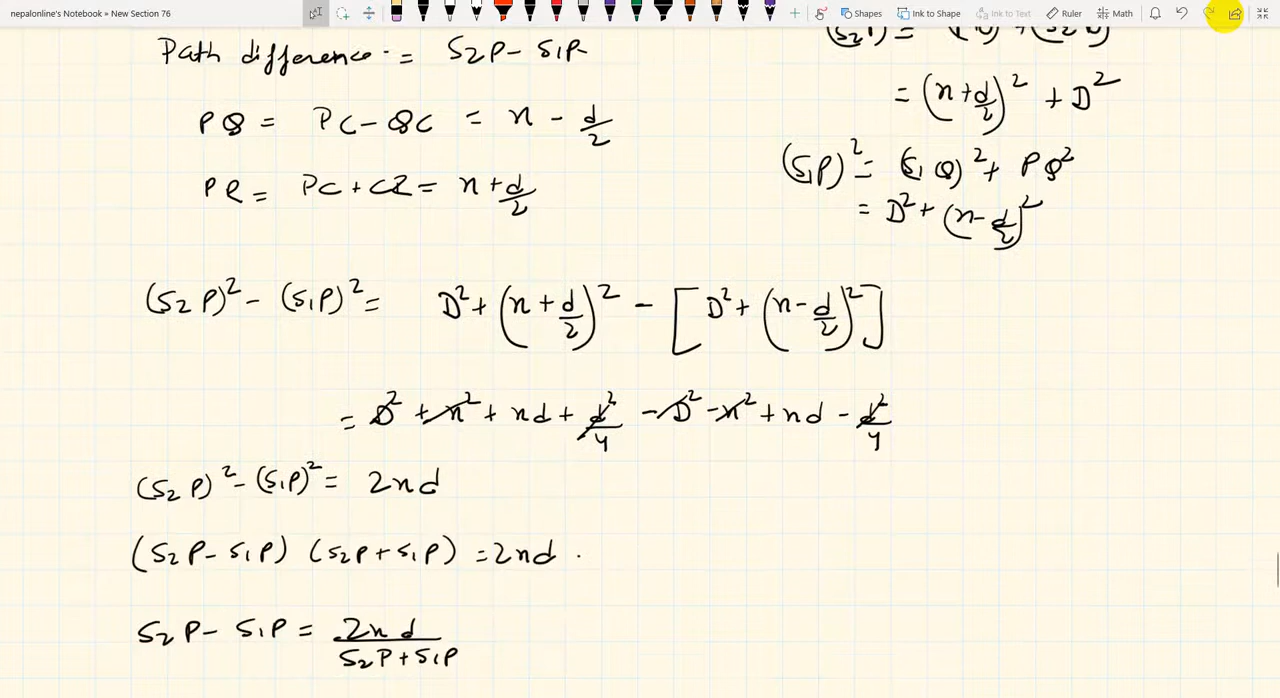 nepalonline's Notebook » New Section 76
Shapes Ink to Shape Ink to Text Ruler Math
Path difference = S2P - S1P
PQ = PC - QC = x - d/2
PR = PC + CR = x + d/2
= (x + d/2)² + D²
(S1P)² = (S1Q)² + PQ²
= D² + (x - d/2)²
(S2P)² - (S1P)² = D² + (x + d/2)² - [D² + (x - d/2)²]
= D² + x² + xd + d²/4 - D² - x² + xd - d²/4
(S2P)² - (S1P)² = 2xd
(S2P - S1P) (S2P + S1P) = 2xd .
S2P - S1P = 2xd / S2P + S1P